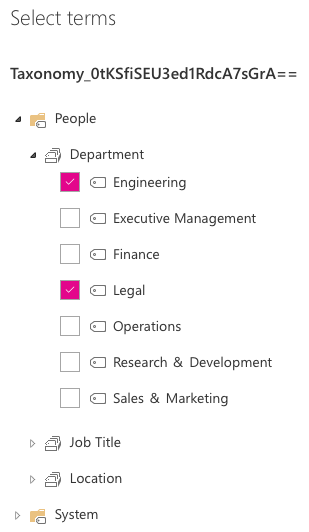 Select terms
Taxonomy_0tKSfiSEU3ed1RdcA7sGrA==
People
Department
Engineering
Executive Management
Finance
Legal
Operations
Research & Development
Sales & Marketing
Job Title
Location
System